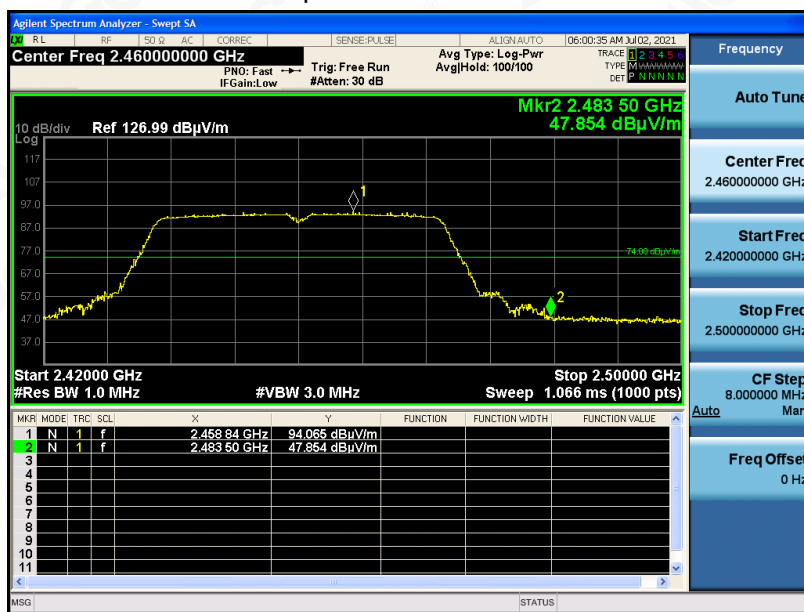 Agilent Spectrum Analyzer - Swept SA
LXI RL RF 50 Ω AC CORREC SENSE:PULSE ALIGNAUTO 06:00:35 AM Jul 02, 2021
Center Freq 2.460000000 GHz
PNO: Fast
IFGain:Low
Trig: Free Run
#Atten: 30 dB
Avg Type: Log-Pwr
Avg|Hold: 100/100
TRACE 1 2 3 4 5 6
TYPE M WWWWW
DET P N N N N N
Mkr2 2.483 50 GHz
47.854 dBµV/m
10 dB/div Ref 126.99 dBµV/m
Log
117
107
97.0
87.0
77.0
67.0
57.0
47.0
37.0
1
74.00 dBµV/m
2
Start 2.42000 GHz Stop 2.50000 GHz
#Res BW 1.0 MHz #VBW 3.0 MHz Sweep 1.066 ms (1000 pts)
MKR MODE TRC SCL X Y FUNCTION FUNCTION WIDTH FUNCTION VALUE
1 N 1 f 2.458 84 GHz 94.065 dBµV/m
2 N 1 f 2.483 50 GHz 47.854 dBµV/m
3
4
5
6
7
8
9
10
11
MSG STATUS
Frequency
Auto Tune
Center Freq
2.460000000 GHz
Start Freq
2.420000000 GHz
Stop Freq
2.500000000 GHz
CF Step
8.000000 MHz
Auto Man
Freq Offset
0 Hz